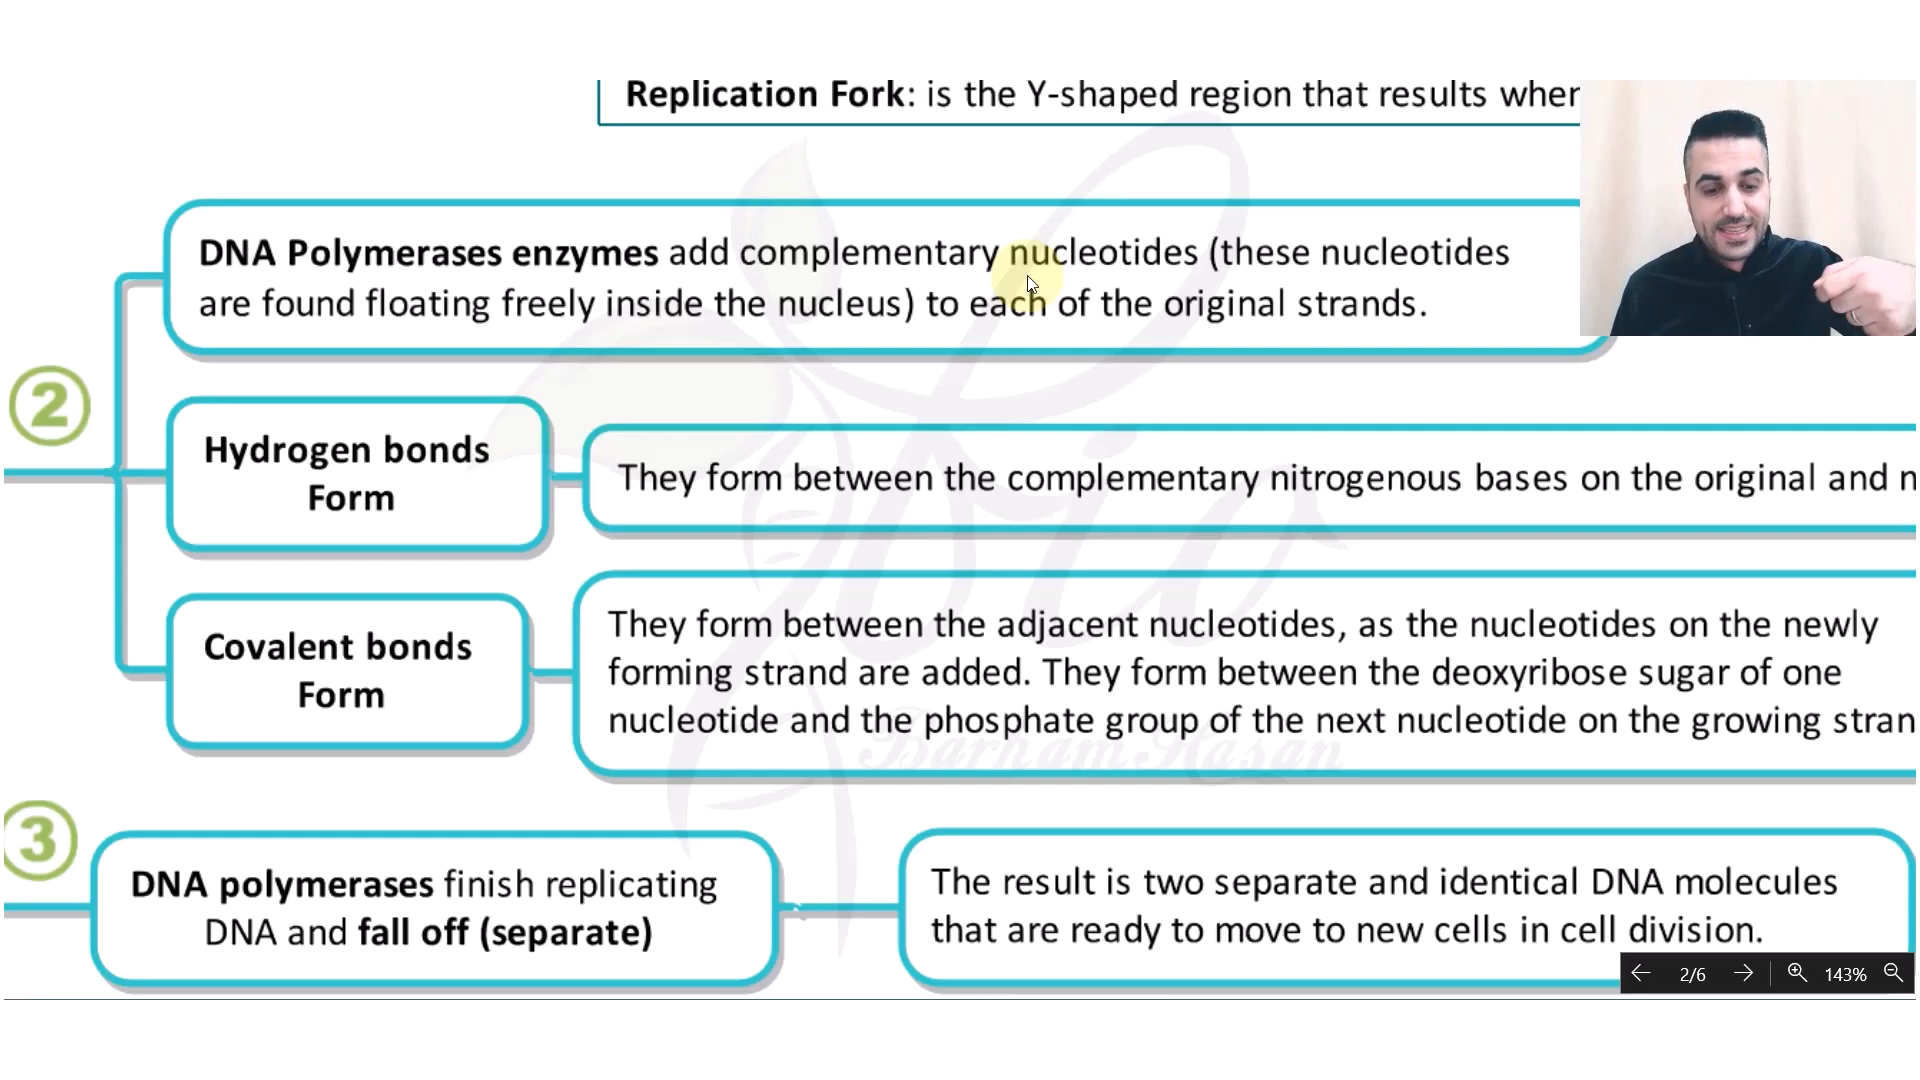 Replication Fork: is the Y-shaped region that results when
DNA Polymerases enzymes add complementary nucleotides (these nucleotides
are found floating freely inside the nucleus) to each of the original strands.
2
Hydrogen bonds
Form
They form between the complementary nitrogenous bases on the original and n
Covalent bonds
Form
They form between the adjacent nucleotides, as the nucleotides on the newly
forming strand are added. They form between the deoxyribose sugar of one
nucleotide and the phosphate group of the next nucleotide on the growing stran
Bio
Barham Hasan
3
DNA polymerases finish replicating
DNA and fall off (separate)
The result is two separate and identical DNA molecules
that are ready to move to new cells in cell division.
2/6
143%